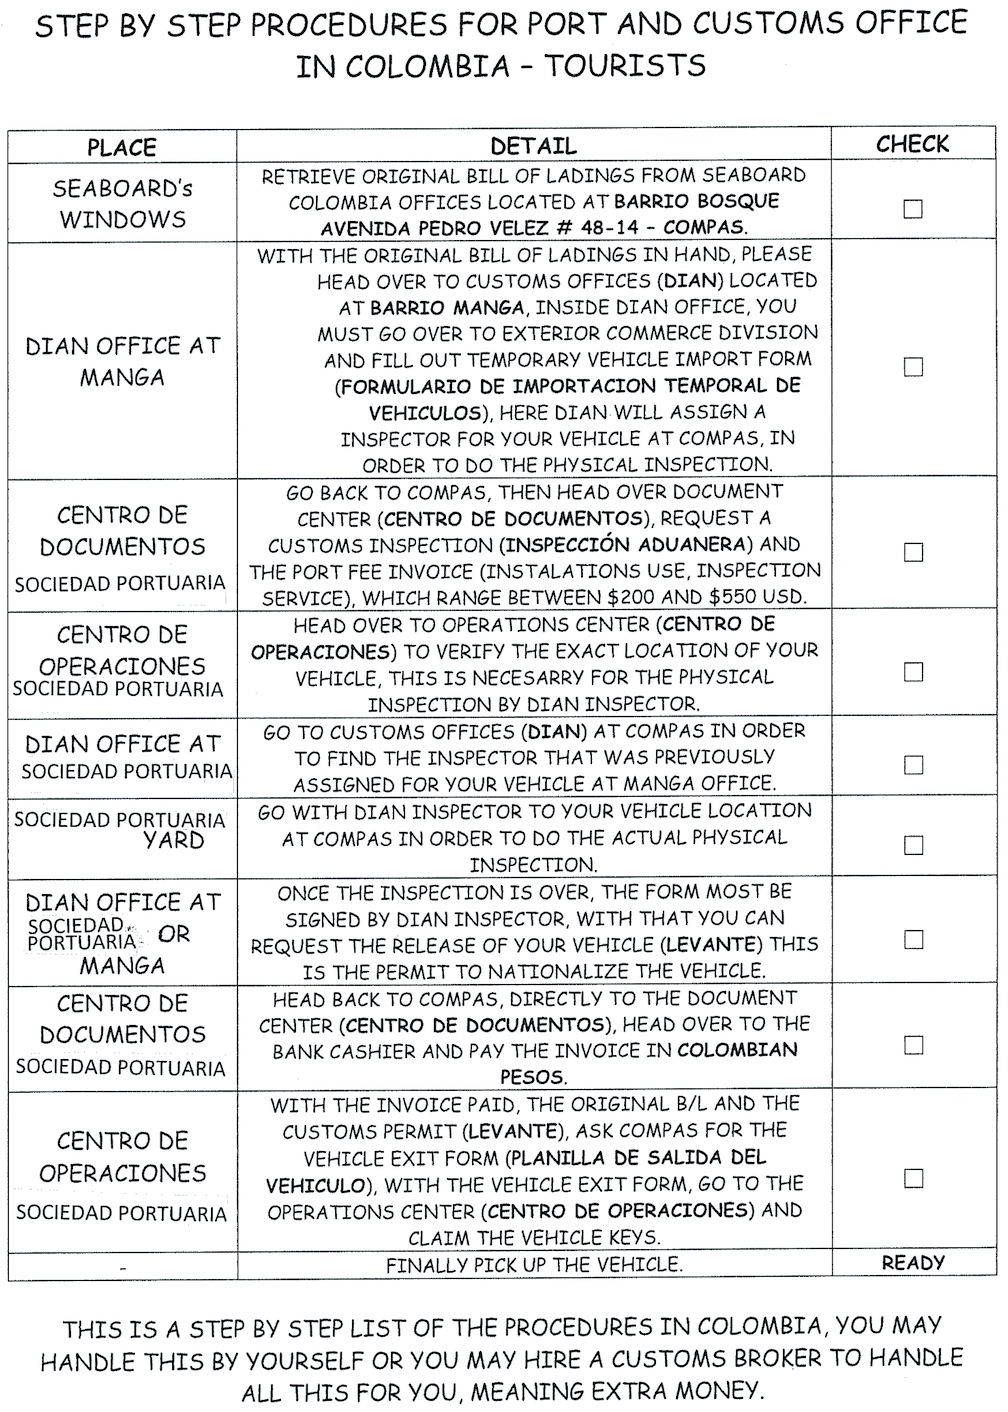 STEP BY STEP PROCEDURES FOR PORT AND CUSTOMS OFFICE
IN COLOMBIA – TOURISTS
PLACE DETAIL CHECK
SEABOARD's
WINDOWS
RETRIEVE ORIGINAL BILL OF LADINGS FROM SEABOARD
COLOMBIA OFFICES LOCATED AT BARRIO BOSQUE
AVENIDA PEDRO VELEZ # 48-14 – COMPAS.
DIAN OFFICE AT
MANGA
WITH THE ORIGINAL BILL OF LADINGS IN HAND, PLEASE
HEAD OVER TO CUSTOMS OFFICES (DIAN) LOCATED
AT BARRIO MANGA, INSIDE DIAN OFFICE, YOU
MUST GO OVER TO EXTERIOR COMMERCE DIVISION
AND FILL OUT TEMPORARY VEHICLE IMPORT FORM
(FORMULARIO DE IMPORTACION TEMPORAL DE
VEHICULOS), HERE DIAN WILL ASSIGN A
INSPECTOR FOR YOUR VEHICLE AT COMPAS, IN
ORDER TO DO THE PHYSICAL INSPECTION.
CENTRO DE
DOCUMENTOS
SOCIEDAD PORTUARIA
GO BACK TO COMPAS, THEN HEAD OVER DOCUMENT
CENTER (CENTRO DE DOCUMENTOS), REQUEST A
CUSTOMS INSPECTION (INSPECCIÓN ADUANERA) AND
THE PORT FEE INVOICE (INSTALATIONS USE, INSPECTION
SERVICE), WHICH RANGE BETWEEN $200 AND $550 USD.
CENTRO DE
OPERACIONES
SOCIEDAD PORTUARIA
HEAD OVER TO OPERATIONS CENTER (CENTRO DE
OPERACIONES) TO VERIFY THE EXACT LOCATION OF YOUR
VEHICLE, THIS IS NECESARRY FOR THE PHYSICAL
INSPECTION BY DIAN INSPECTOR.
DIAN OFFICE AT
SOCIEDAD PORTUARIA
GO TO CUSTOMS OFFICES (DIAN) AT COMPAS IN ORDER
TO FIND THE INSPECTOR THAT WAS PREVIOUSLY
ASSIGNED FOR YOUR VEHICLE AT MANGA OFFICE.
SOCIEDAD PORTUARIA
YARD
GO WITH DIAN INSPECTOR TO YOUR VEHICLE LOCATION
AT COMPAS IN ORDER TO DO THE ACTUAL PHYSICAL
INSPECTION.
DIAN OFFICE AT
SOCIEDAD
PORTUARIA OR
MANGA
ONCE THE INSPECTION IS OVER, THE FORM MOST BE
SIGNED BY DIAN INSPECTOR, WITH THAT YOU CAN
REQUEST THE RELEASE OF YOUR VEHICLE (LEVANTE) THIS
IS THE PERMIT TO NATIONALIZE THE VEHICLE.
CENTRO DE
DOCUMENTOS
SOCIEDAD PORTUARIA
HEAD BACK TO COMPAS, DIRECTLY TO THE DOCUMENT
CENTER (CENTRO DE DOCUMENTOS), HEAD OVER TO THE
BANK CASHIER AND PAY THE INVOICE IN COLOMBIAN
PESOS.
CENTRO DE
OPERACIONES
SOCIEDAD PORTUARIA
WITH THE INVOICE PAID, THE ORIGINAL B/L AND THE
CUSTOMS PERMIT (LEVANTE), ASK COMPAS FOR THE
VEHICLE EXIT FORM (PLANILLA DE SALIDA DEL
VEHICULO), WITH THE VEHICLE EXIT FORM, GO TO THE
OPERATIONS CENTER (CENTRO DE OPERACIONES) AND
CLAIM THE VEHICLE KEYS.
- FINALLY PICK UP THE VEHICLE. READY
THIS IS A STEP BY STEP LIST OF THE PROCEDURES IN COLOMBIA, YOU MAY
HANDLE THIS BY YOURSELF OR YOU MAY HIRE A CUSTOMS BROKER TO HANDLE
ALL THIS FOR YOU, MEANING EXTRA MONEY.